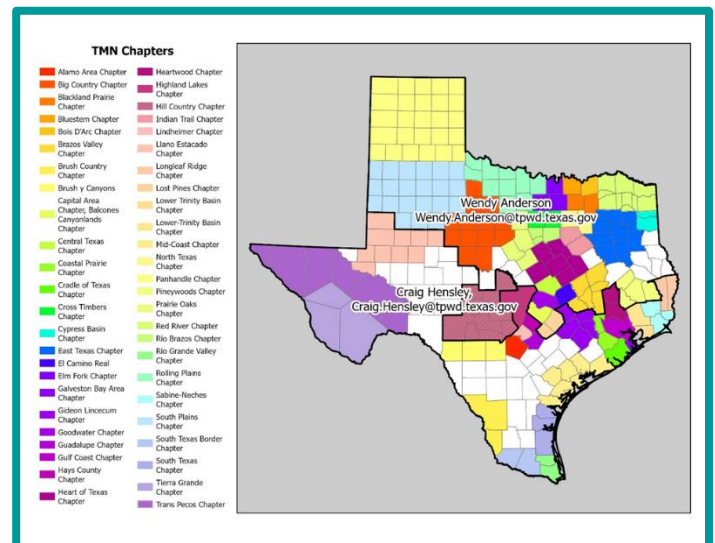 TMN Chapters
Alamo Area Chapter
Big Country Chapter
Blackland Prairie
Chapter
Bluestem Chapter
Bois D'Arc Chapter
Brazos Valley
Chapter
Brush Country
Chapter
Brush y Canyons
Capital Area
Chapter, Balcones
Canyonlands
Chapter
Central Texas
Chapter
Coastal Prairie
Chapter
Cradle of Texas
Chapter
Cross Timbers
Chapter
Cypress Basin
Chapter
East Texas Chapter
El Camino Real
Elm Fork Chapter
Galveston Bay Area
Chapter
Gideon Lincecum
Chapter
Goodwater Chapter
Guadalupe Chapter
Gulf Coast Chapter
Hays County
Chapter
Heart of Texas
Chapter
Heartwood Chapter
Highland Lakes
Chapter
Hill Country Chapter
Indian Trail Chapter
Lindheimer Chapter
Llano Estacado
Chapter
Longleaf Ridge
Chapter
Lost Pines Chapter
Lower Trinity Basin
Chapter
Lower-Trinity Basin
Chapter
Mid-Coast Chapter
North Texas
Chapter
Panhandle Chapter
Pineywoods Chapter
Prairie Oaks
Chapter
Red River Chapter
Rio Brazos Chapter
Rio Grande Valley
Chapter
Rolling Plains
Chapter
Sabine-Neches
Chapter
South Plains
Chapter
South Texas Border
Chapter
South Texas
Chapter
Tierra Grande
Chapter
Trans Pecos Chapter
Wendy Anderson
Wendy.Anderson@tpwd.texas.gov
Craig Hensley,
Craig.Hensley@tpwd.texas.gov